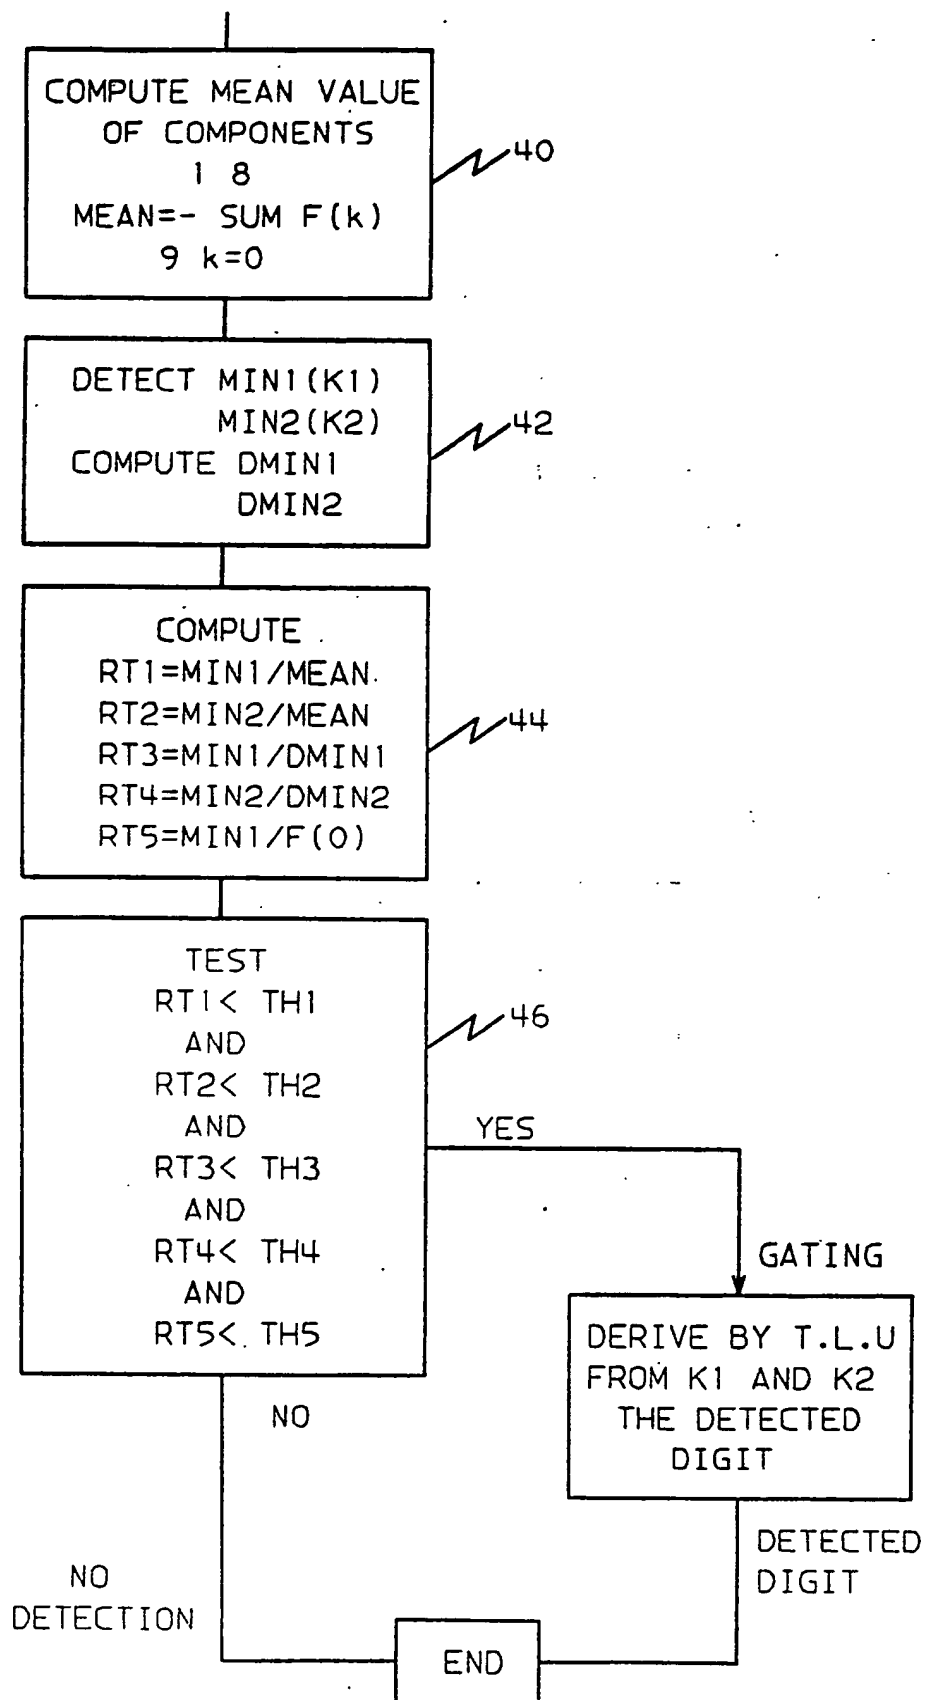 COMPUTE MEAN VALUE
OF COMPONENTS
1 8
MEAN=- SUM F(k)
9 k=0
40
DETECT MIN1(K1)
MIN2(K2)
COMPUTE DMIN1
DMIN2
42
COMPUTE
RT1=MIN1/MEAN
RT2=MIN2/MEAN
RT3=MIN1/DMIN1
RT4=MIN2/DMIN2
RT5=MIN1/F(0)
44
TEST
RT1< TH1
AND
RT2< TH2
AND
RT3< TH3
AND
RT4< TH4
AND
RT5< TH5
46
YES
GATING
DERIVE BY T.L.U
FROM K1 AND K2
THE DETECTED
DIGIT
NO
DETECTED
DIGIT
NO
DETECTION
END